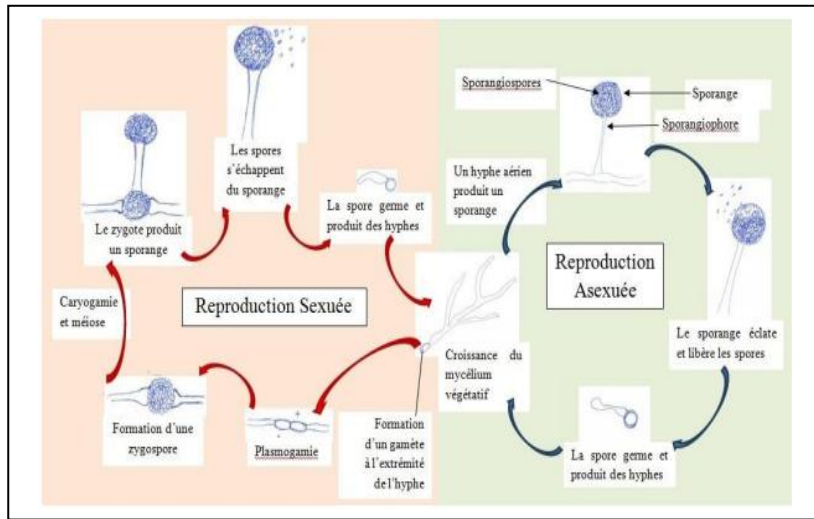 Sporangiospores
Sporange
Sporangiophore
Les spores
s'échappent
du sporange
Un hyphe aérien
produit un
sporange
La spore germe et
produit des hyphes
Le zygote produit
un sporange
Reproduction Sexuée
Reproduction
Asexuée
Caryogamie
et méiose
Le sporange éclate
et libère les spores
Croissance du
mycélium
végétatif
Formation d'une
zygospore
+
-
Plasmogamie
Formation
d'un gamète
à l'extrémité
de l'hyphe
La spore germe et
produit des hyphes